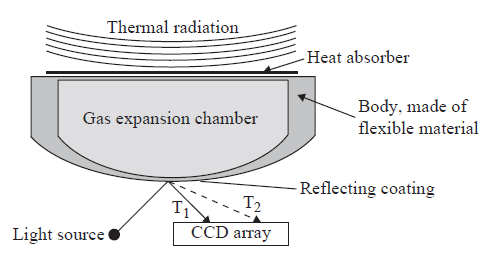 Thermal radiation
Heat absorber
Gas expansion chamber
Body, made of
flexible material
Reflecting coating
T1
T2
Light source
CCD array